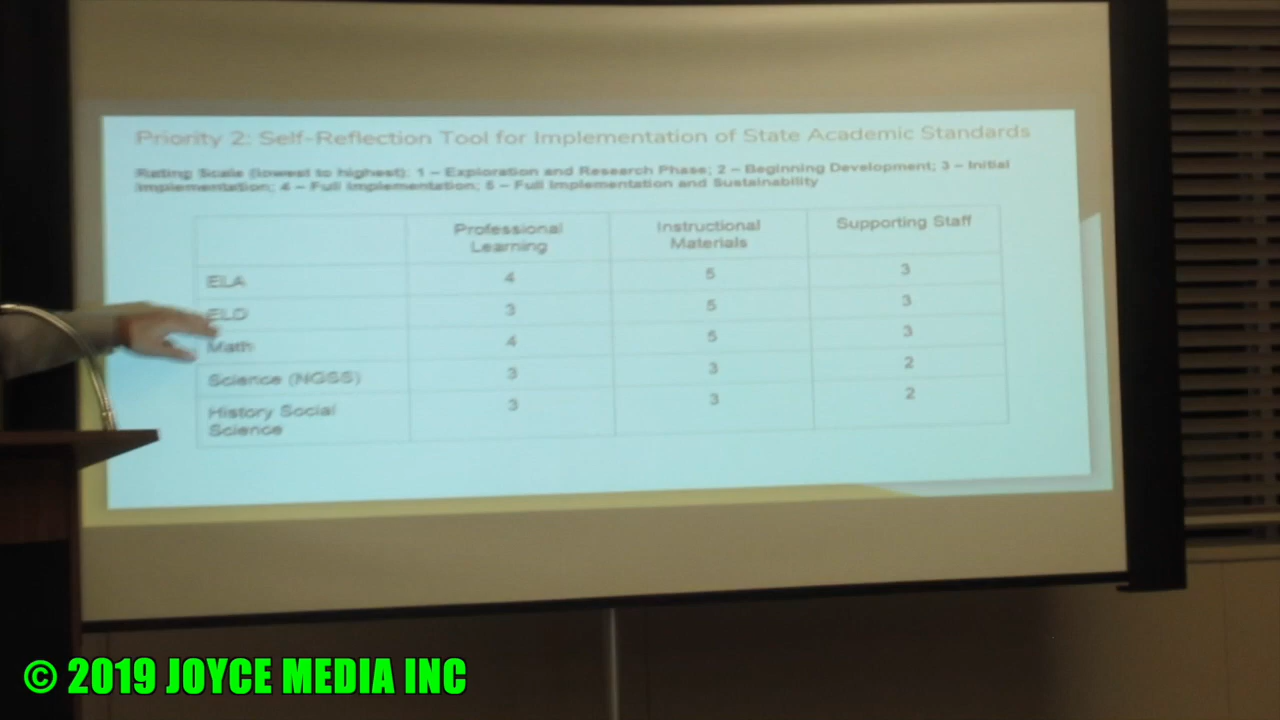 Priority 2: Self-Reflection Tool for Implementation of State Academic Standards
Rating Scale (lowest to highest): 1 – Exploration and Research Phase; 2 – Beginning Development; 3 – Initial
Implementation; 4 – Full Implementation; 5 – Full Implementation and Sustainability
Professional Learning Instructional Materials Supporting Staff
ELA 4 5 3
ELD 3 5 3
Math 4 5 3
Science (NGSS) 3 3 2
History Social Science 3 3 2
© 2019 JOYCE MEDIA INC